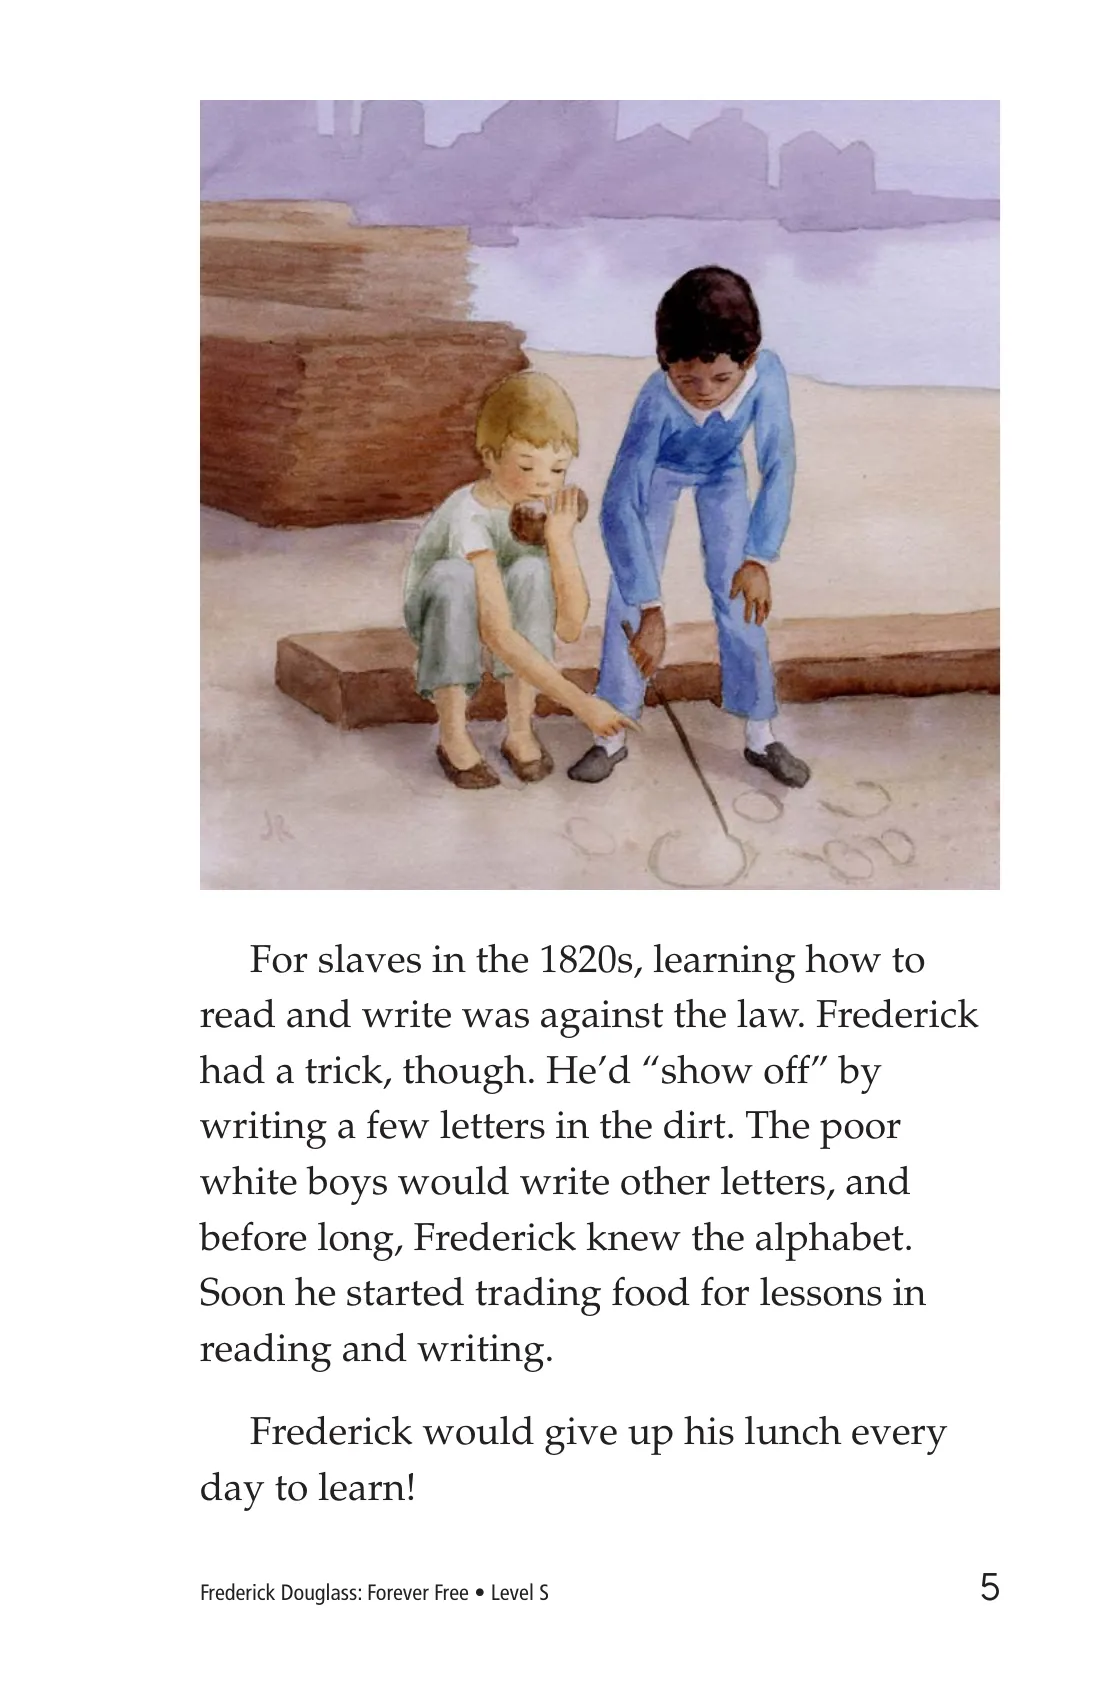 JR
For slaves in the 1820s, learning how to
read and write was against the law. Frederick
had a trick, though. He’d “show off” by
writing a few letters in the dirt. The poor
white boys would write other letters, and
before long, Frederick knew the alphabet.
Soon he started trading food for lessons in
reading and writing.
Frederick would give up his lunch every
day to learn!
Frederick Douglass: Forever Free • Level S
5